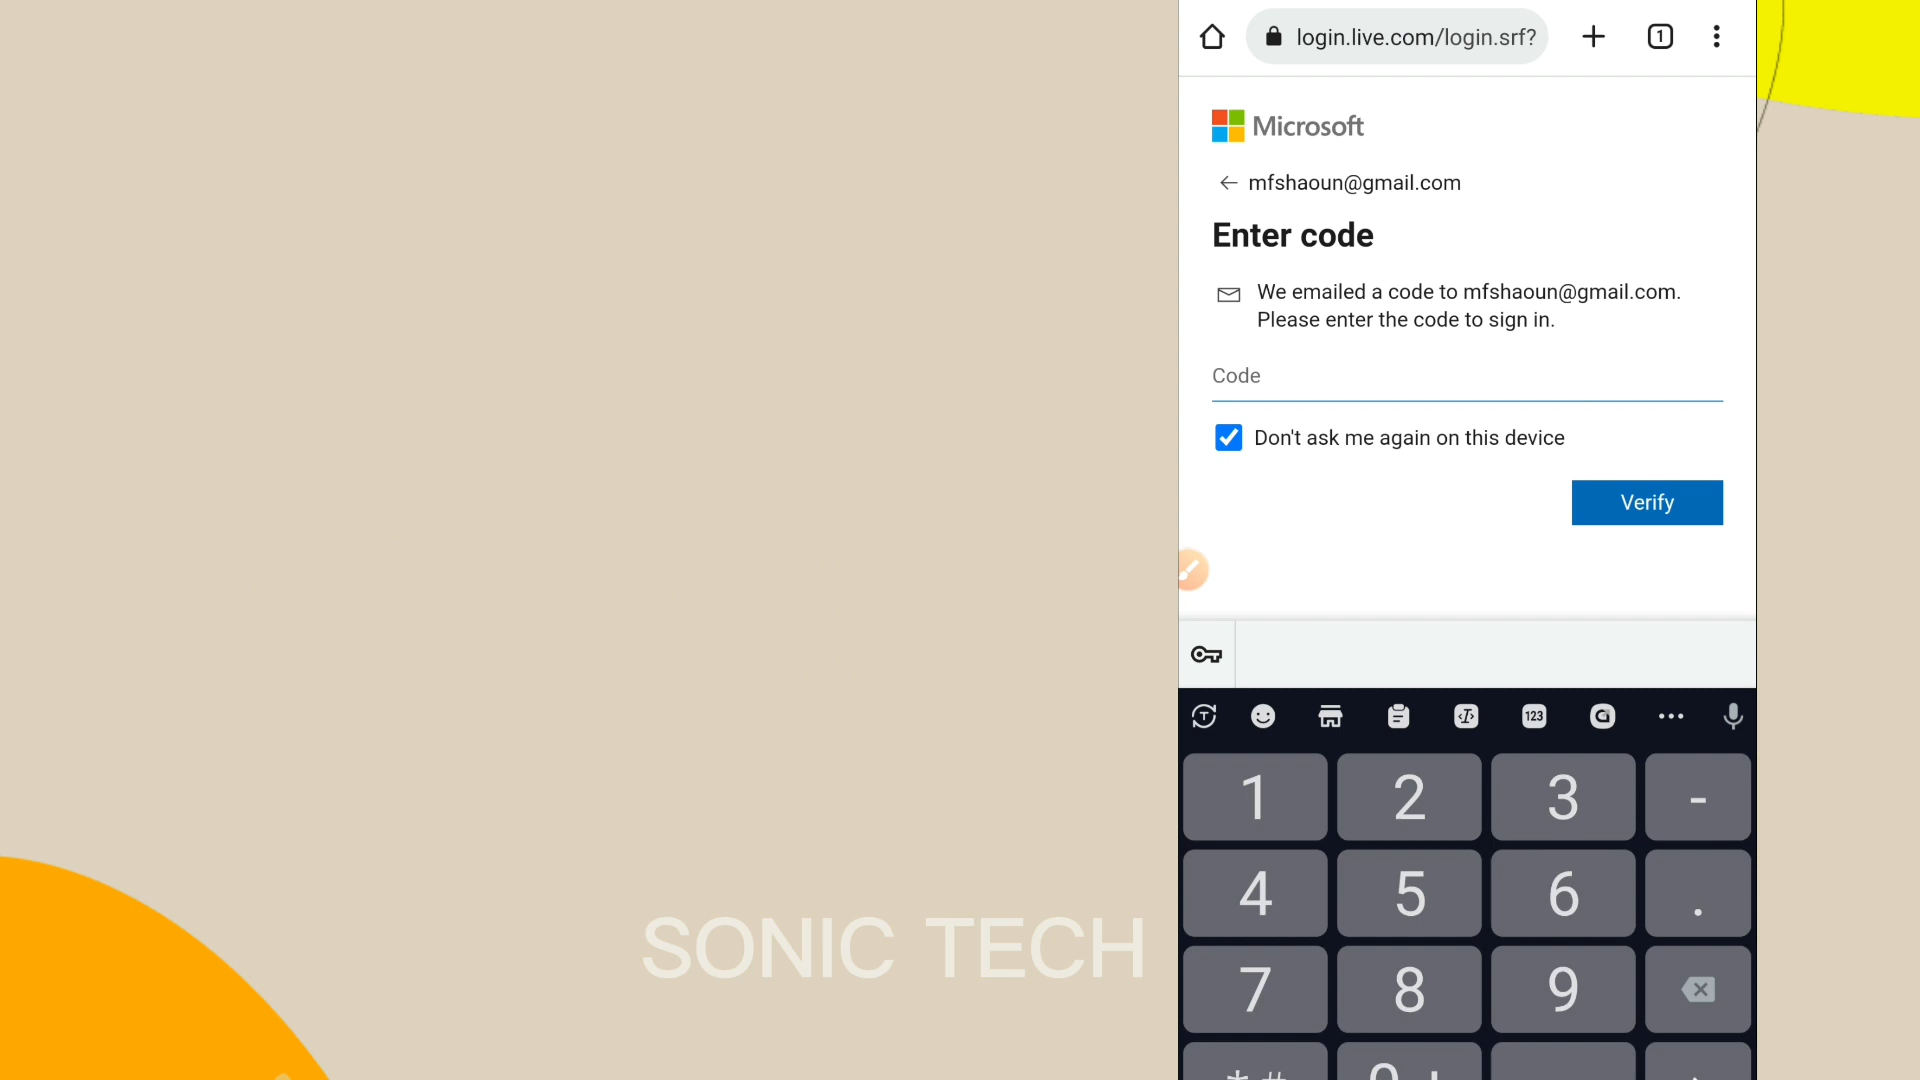 login.live.com/login.srf?
1
Microsoft
mfshaoun@gmail.com
Enter code
We emailed a code to mfshaoun@gmail.com.
Please enter the code to sign in.
Code
Don't ask me again on this device
Verify
T
123
1 2 3 -
4 5 6 .
7 8 9
SONIC TECH